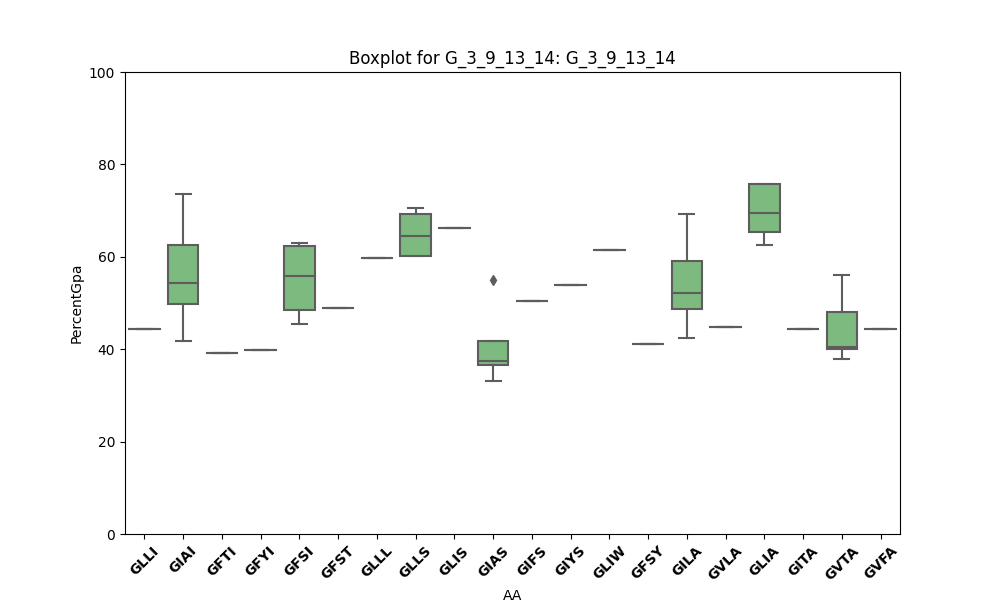 Boxplot for G_3_9_13_14: G_3_9_13_14
100
80
60
40
20
0
PercentGpa
GLLI GIAI GFTI GFYI GFSI GFST GLLL GLLS GLIS GIAS GIFS GIYS GLIW GFSY GILA GVLA GLIA GITA GVTA GVFA
AA